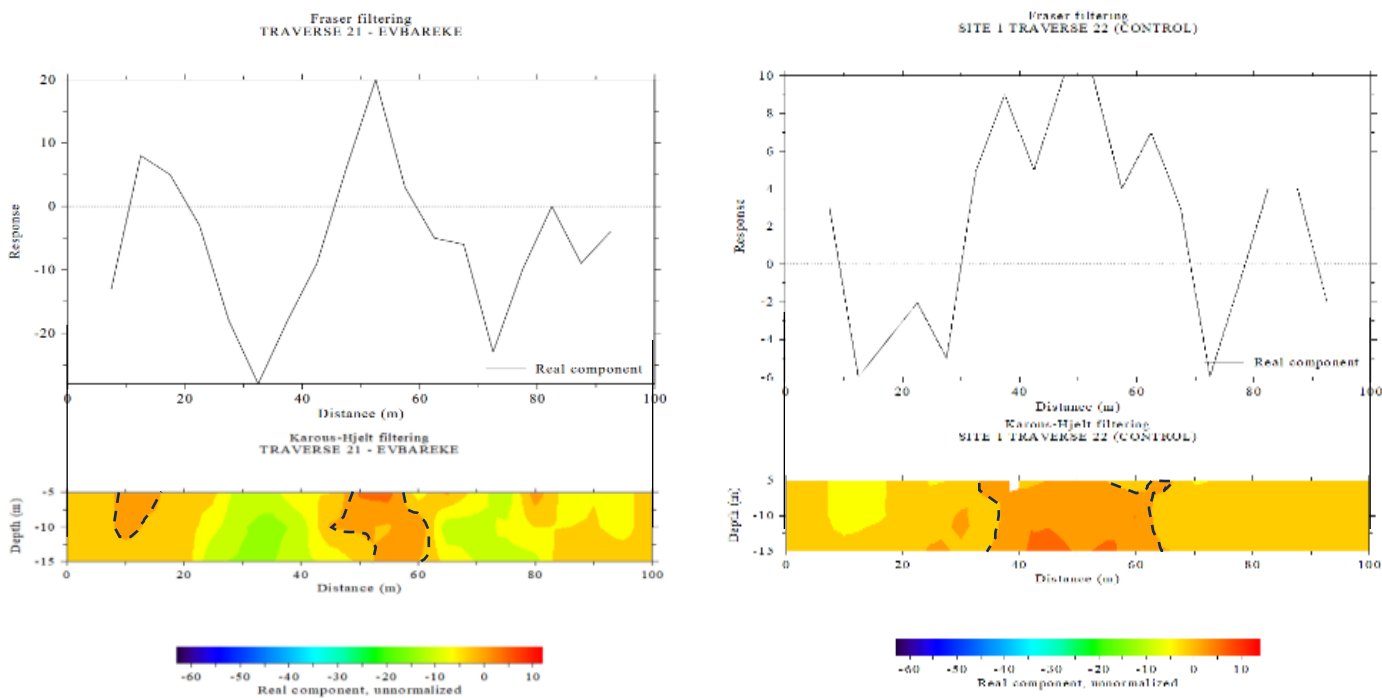 Fraser filtering
TRAVERSE 21 - EVBAREKE
20
10
0
-10
-20
Response
Real component
0 20 40 60 80 100
Distance (m)
Karous-Hjelt filtering
TRAVERSE 21 - EVBAREKE
-5
-10
-15
Depth (m)
0 20 40 60 80 100
Distance (m)
-60 -50 -40 -30 -20 -10 0 10
Real component, unnormalized
Fraser filtering
SITE 1 TRAVERSE 22 (CONTROL)
10
8
6
4
2
0
-2
-4
-6
Response
Real component
0 20 40 60 80 100
Distance (m)
Karous-Hjelt filtering
SITE 1 TRAVERSE 22 (CONTROL)
5
-10
-15
Depth (m)
0 20 40 60 80 100
Distance (m)
-60 -50 -40 -30 -20 -10 0 10
Real component, unnormalized